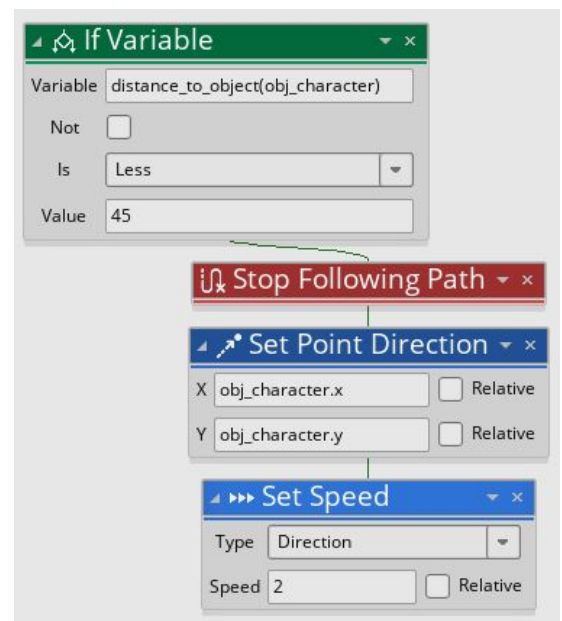 If Variable
Variable distance_to_object(obj_character)
Not
Is Less
Value 45
Stop Following Path
Set Point Direction
X obj_character.x Relative
Y obj_character.y Relative
Set Speed
Type Direction
Speed 2 Relative